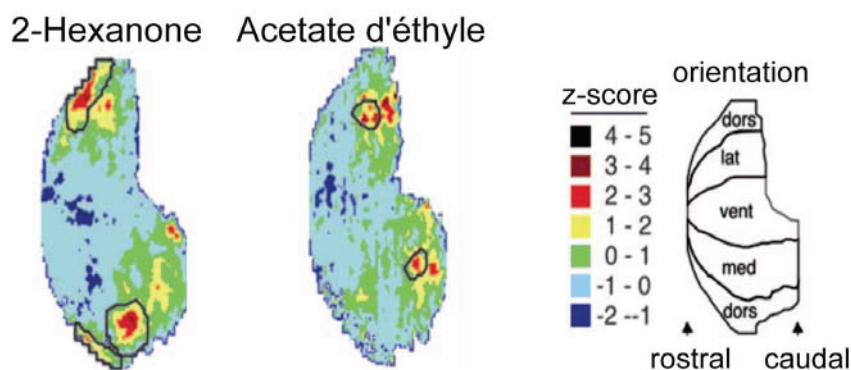 2-Hexanone
Acetate d'éthyle
z-score
4 - 5
3 - 4
2 - 3
1 - 2
0 - 1
-1 - 0
-2 --1
orientation
dors
lat
vent
med
dors
rostral
caudal